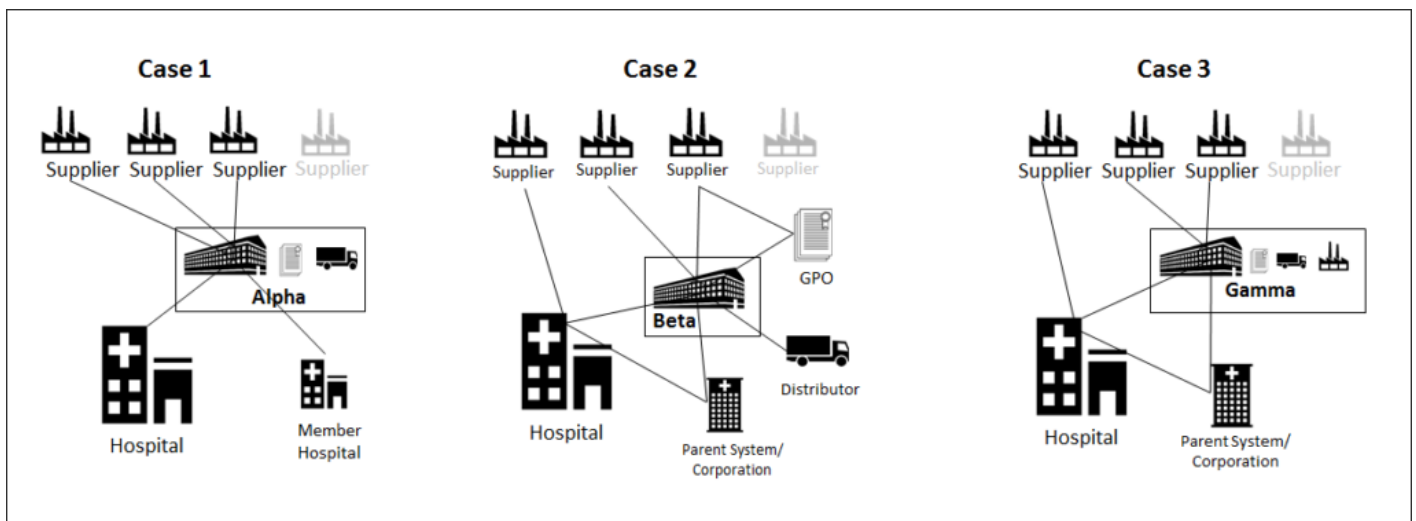 Case 1
Supplier Supplier Supplier Supplier
Alpha
Hospital
Member
Hospital
Case 2
Supplier Supplier Supplier Supplier
GPO
Beta
Distributor
Hospital
Parent System/
Corporation
Case 3
Supplier Supplier Supplier Supplier
Gamma
Hospital
Parent System/
Corporation